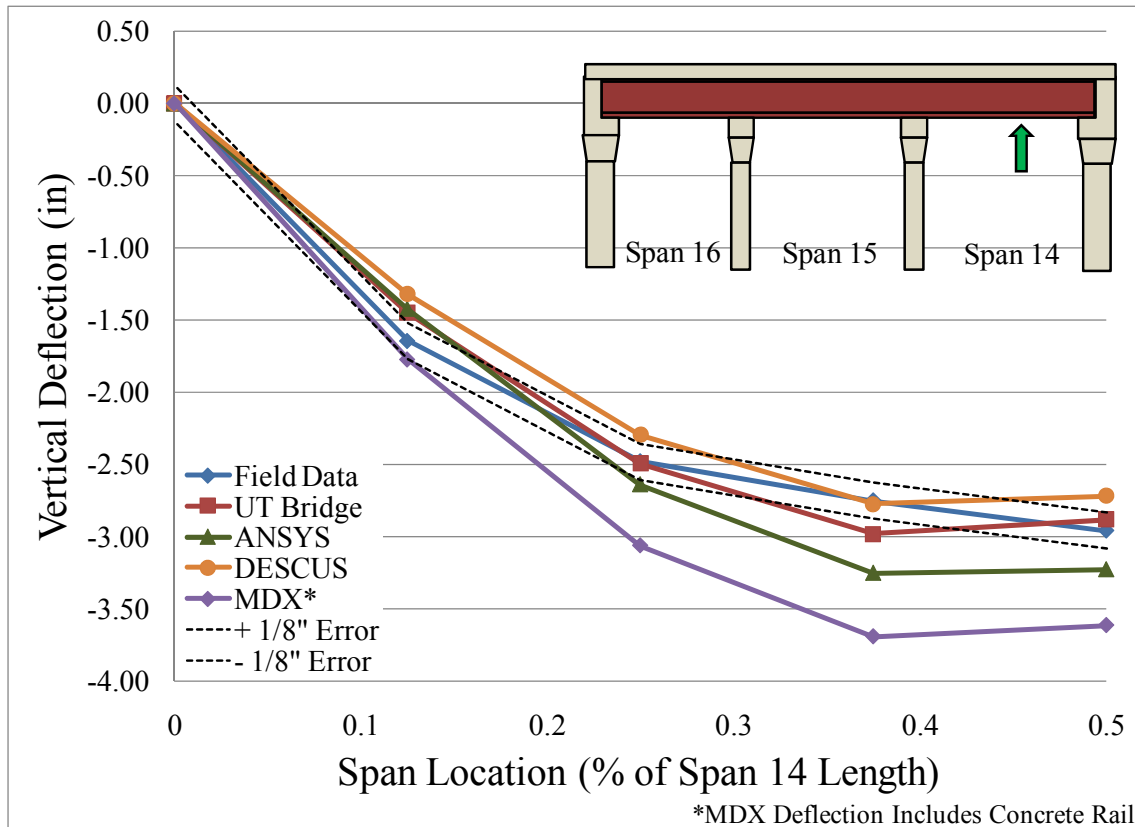 0.50
0.00
-0.50
-1.00
-1.50
-2.00
-2.50
-3.00
-3.50
-4.00
Vertical Deflection (in)
Span 16
Span 15
Span 14
Field Data
UT Bridge
ANSYS
DESCUS
MDX*
+ 1/8" Error
- 1/8" Error
0
0.1
0.2
0.3
0.4
0.5
Span Location (% of Span 14 Length)
*MDX Deflection Includes Concrete Rail